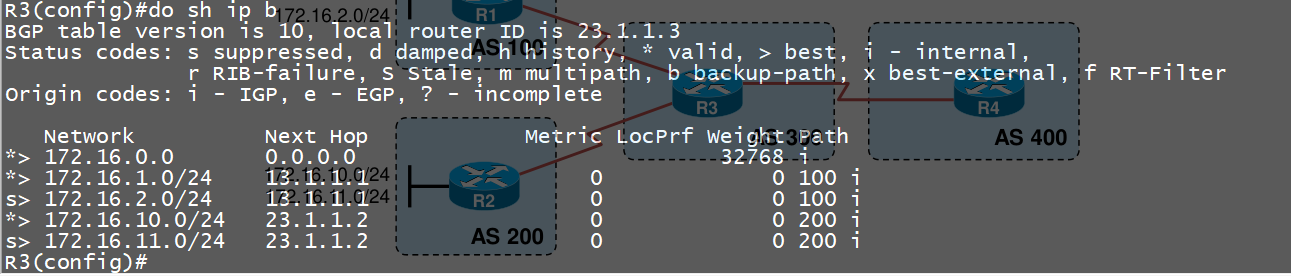 R3(config)#do sh ip b
172.16.2.0/24
R1
BGP table version is 10, local router ID is 23.1.1.3
AS 100
Status codes: s suppressed, d damped, h history, * valid, > best, i - internal,
r RIB-failure, S Stale, m multipath, b backup-path, x best-external, f RT-Filter
Origin codes: i - IGP, e - EGP, ? - incomplete
R3
R4
Network Next Hop Metric LocPrf Weight Path
AS 300
AS 400
*> 172.16.0.0 0.0.0.0 32768 i
*> 172.16.1.0/24 13.1.1.1 0 0 100 i
172.16.10.0/24
s> 172.16.2.0/24 13.1.1.1 0 0 100 i
172.16.11.0/24
R2
*> 172.16.10.0/24 23.1.1.2 0 0 200 i
s> 172.16.11.0/24 23.1.1.2 0 0 200 i
AS 200
R3(config)#